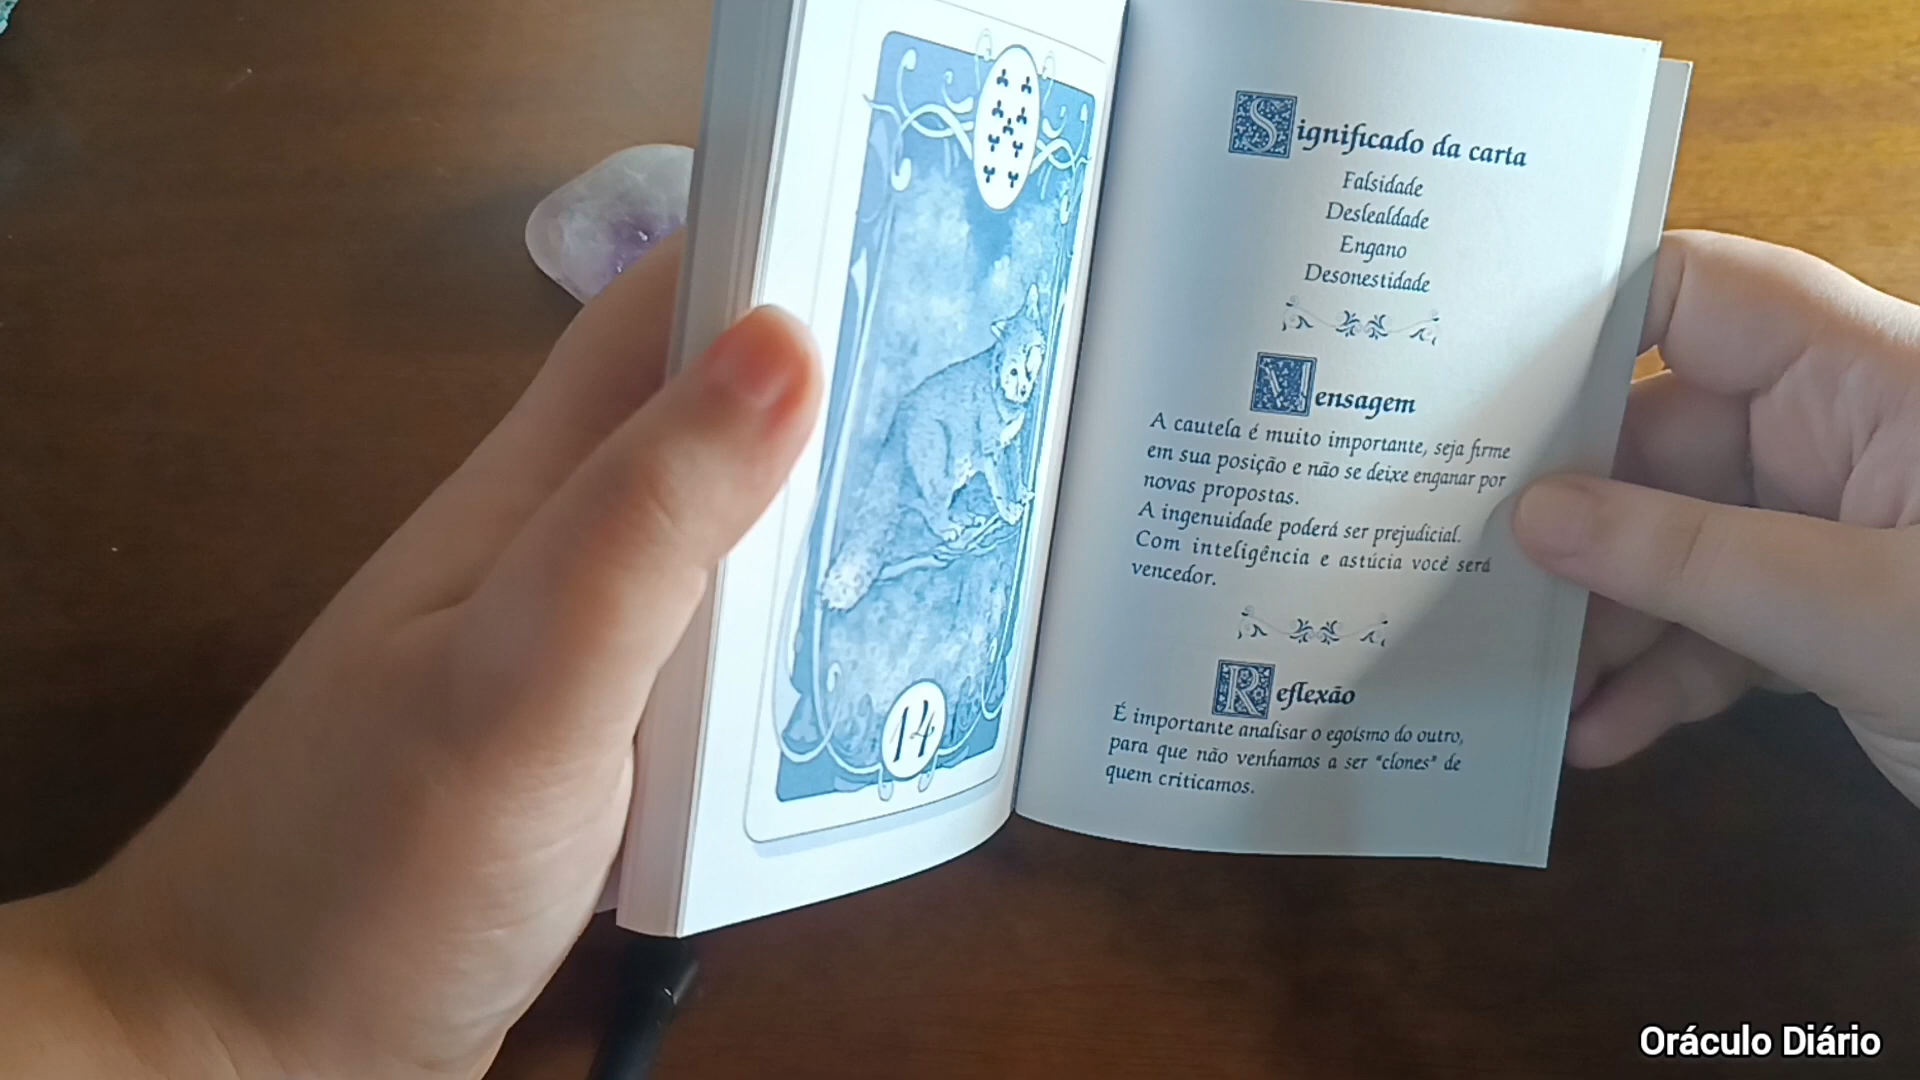 14
Significado da carta
Falsidade
Deslealdade
Engano
Desonestidade
Mensagem
A cautela é muito importante, seja firme
em sua posição e não se deixe enganar por
novas propostas.
A ingenuidade poderá ser prejudicial.
Com inteligência e astúcia você será
vencedor.
Reflexão
É importante analisar o egoísmo do outro,
para que não venhamos a ser "clones" de
quem criticamos.
Oráculo Diário